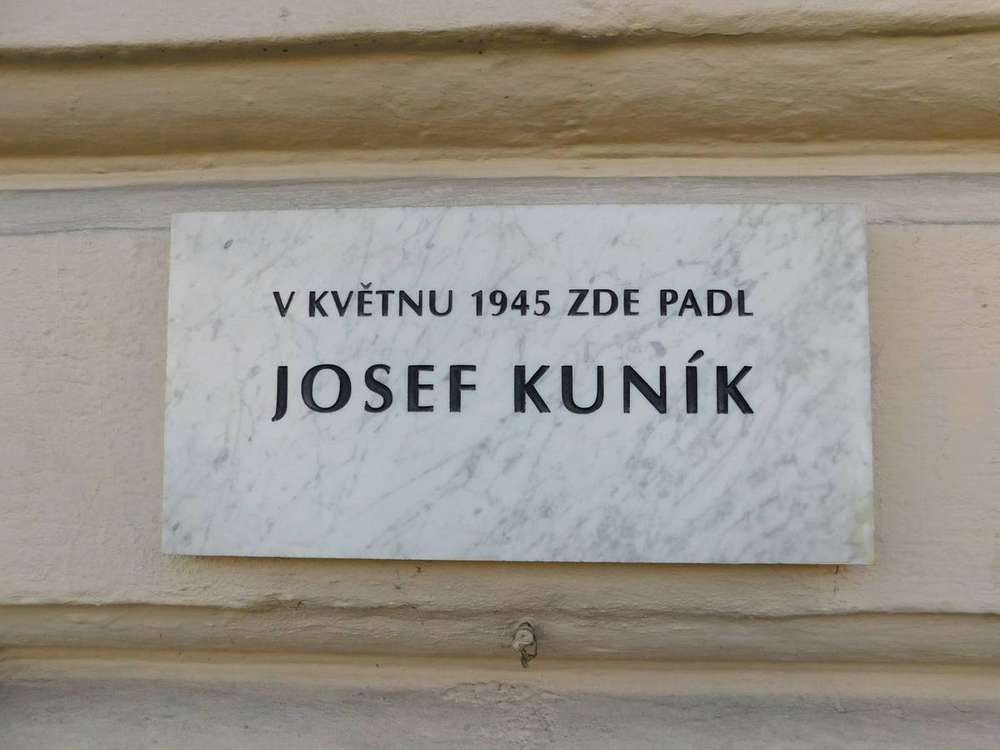 V KVĚTNU 1945 ZDE PADL
JOSEF KUNÍK